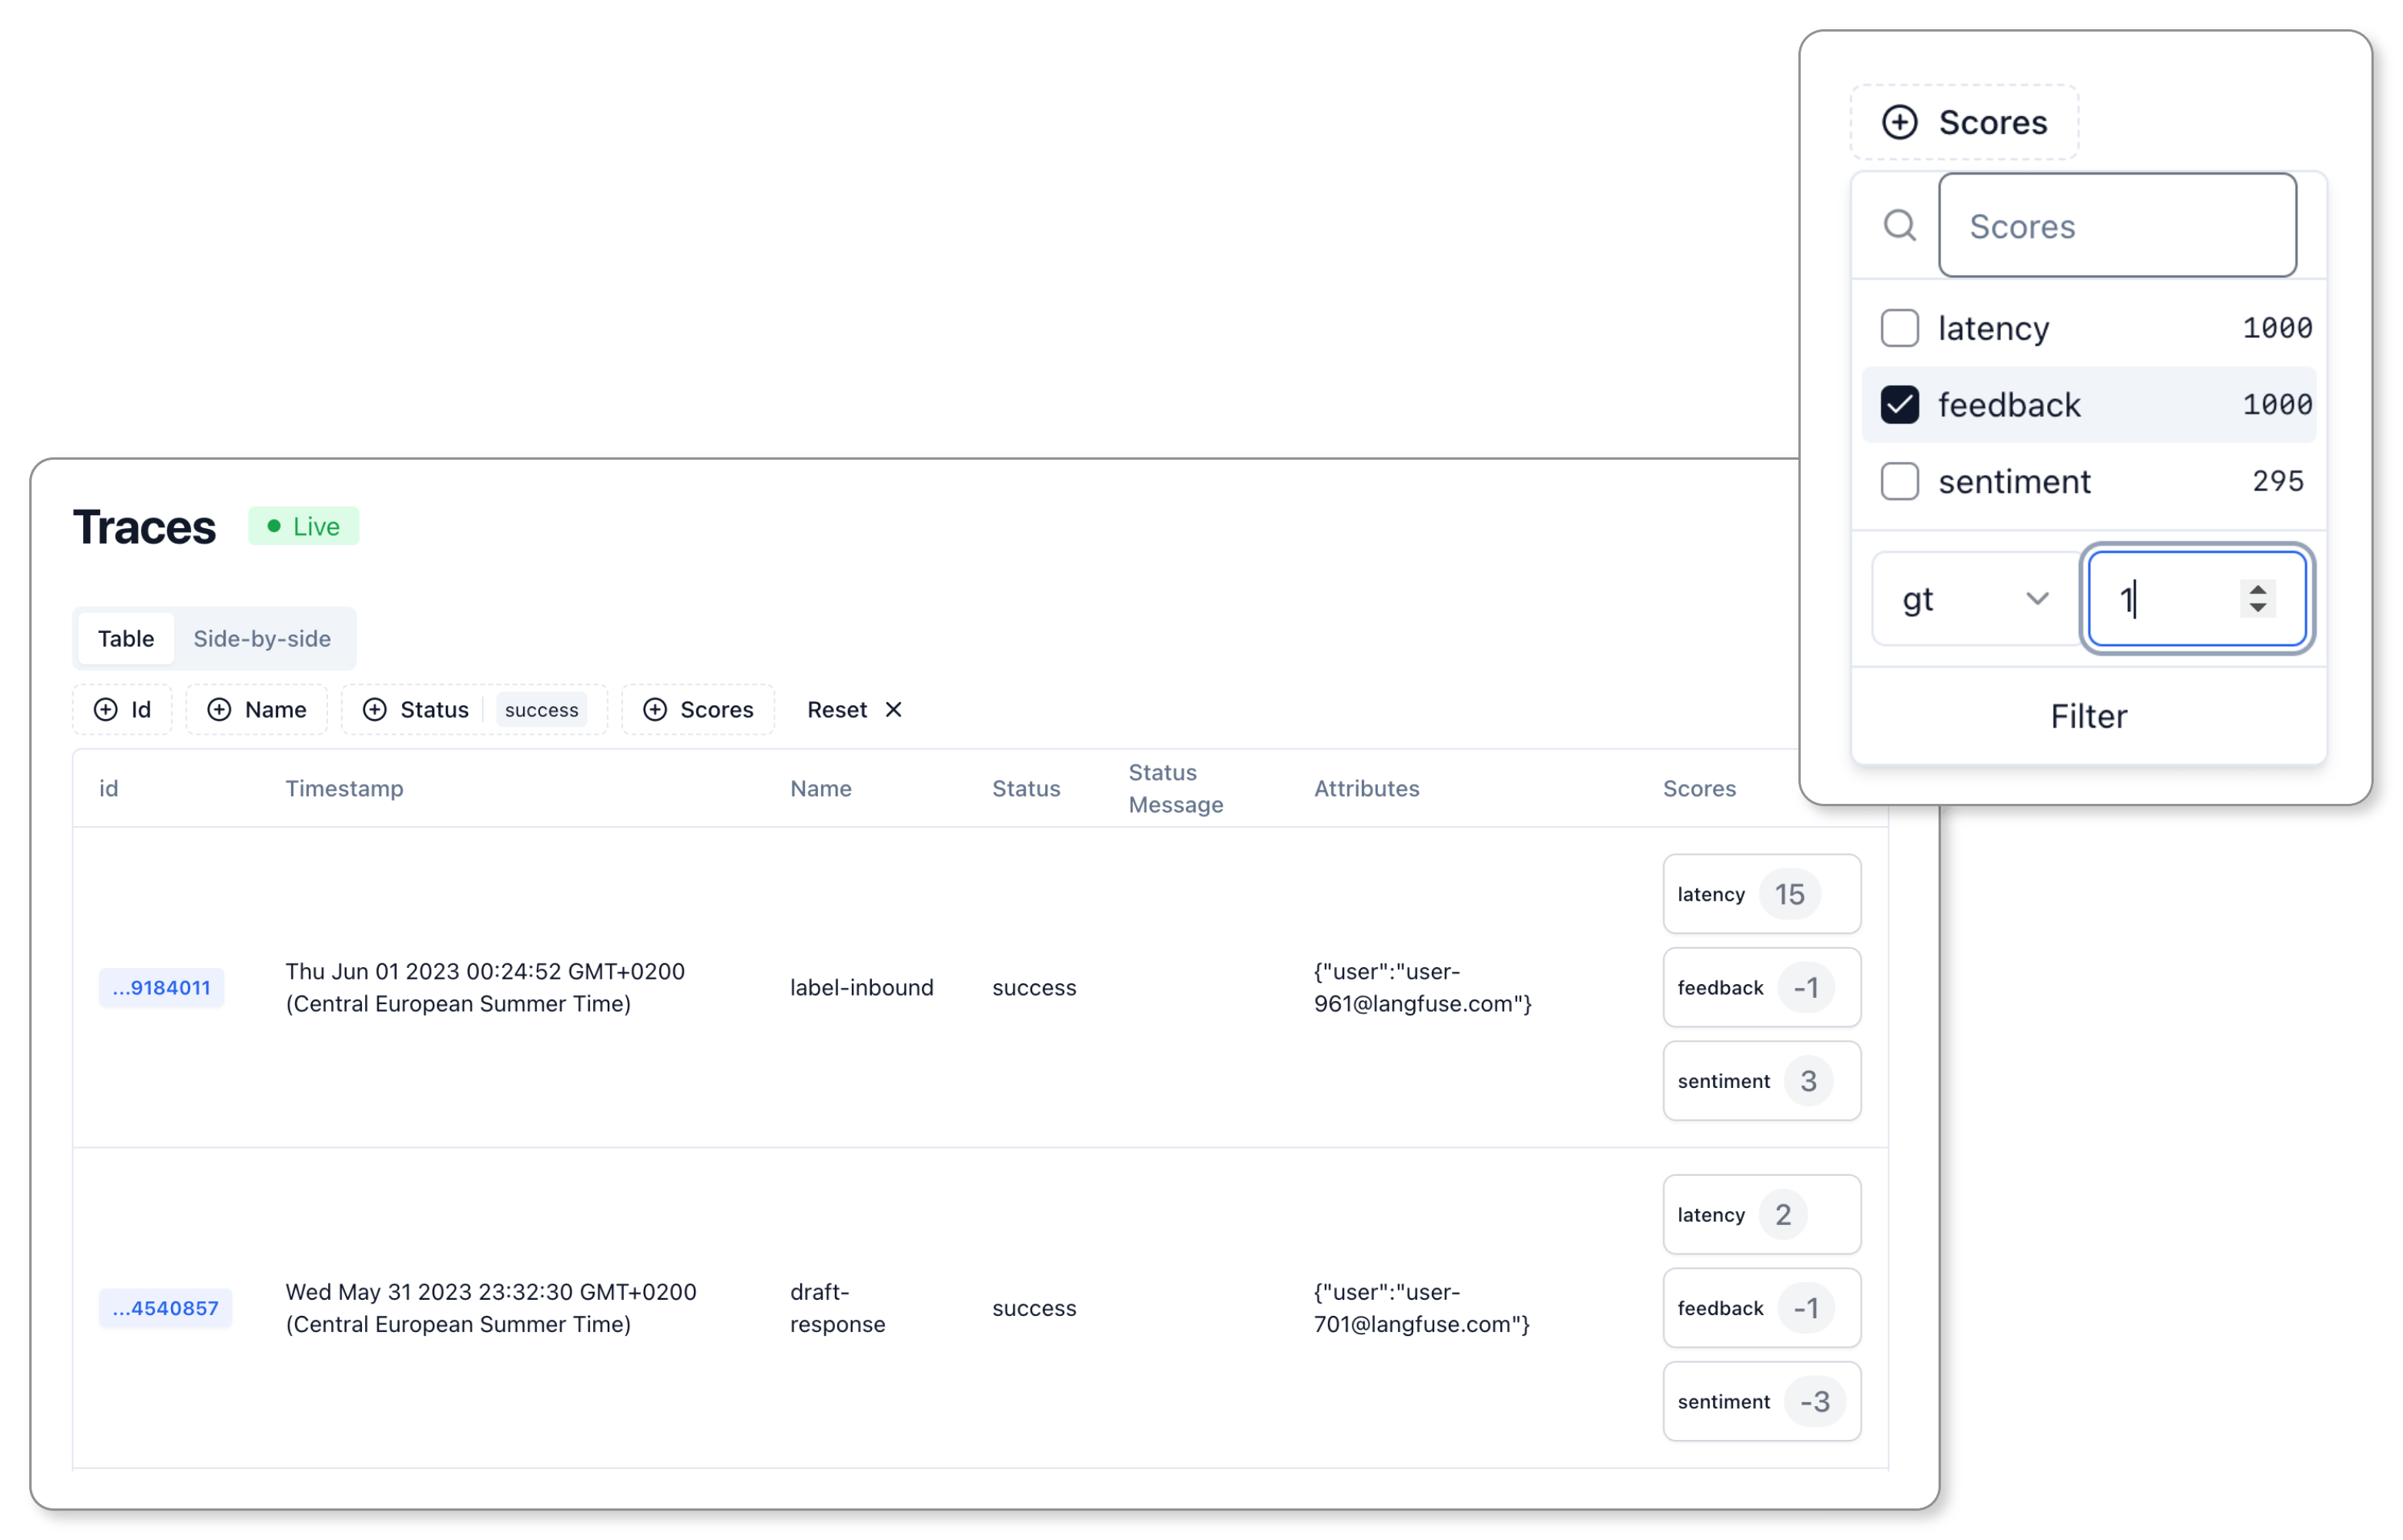 Scores
Scores
latency 1000
feedback 1000
sentiment 295
gt 1
Filter
Traces Live
Table Side-by-side
Id Name Status success Scores Reset
id Timestamp Name Status Status Message Attributes Scores
latency 15
...9184011
Thu Jun 01 2023 00:24:52 GMT+0200
(Central European Summer Time)
label-inbound
success
{"user":"user-
961@langfuse.com"}
feedback -1
sentiment 3
latency 2
...4540857
Wed May 31 2023 23:32:30 GMT+0200
(Central European Summer Time)
draft-
response
success
{"user":"user-
701@langfuse.com"}
feedback -1
sentiment -3